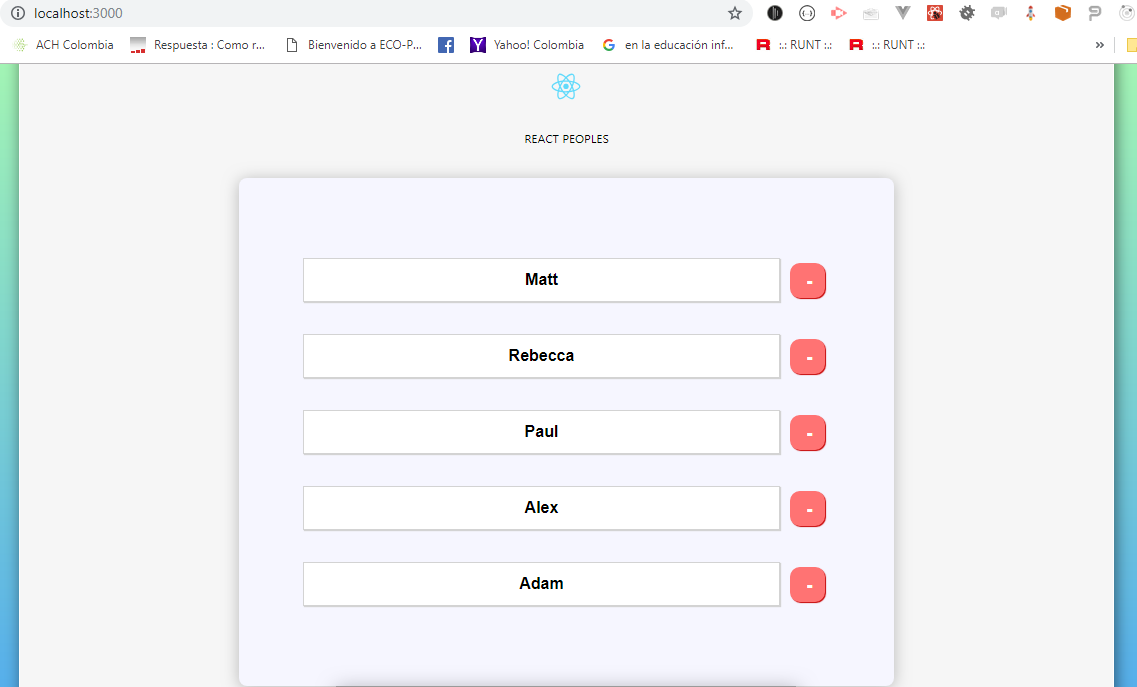 localhost:3000
ACH Colombia Respuesta : Como r... Bienvenido a ECO-P... Yahoo! Colombia en la educación inf... :.: RUNT :.: :.: RUNT :.: »
REACT PEOPLES
Matt -
Rebecca -
Paul -
Alex -
Adam -